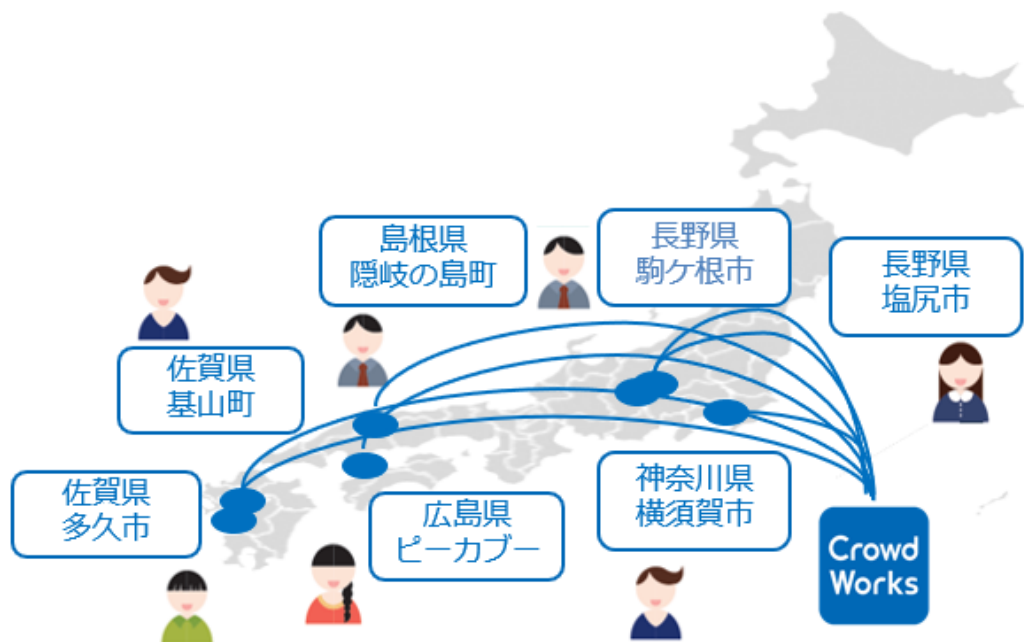 島根県
隠岐の島町
長野県
駒ケ根市
長野県
塩尻市
佐賀県
基山町
佐賀県
多久市
広島県
ピーカブー
神奈川県
横須賀市
Crowd
Works